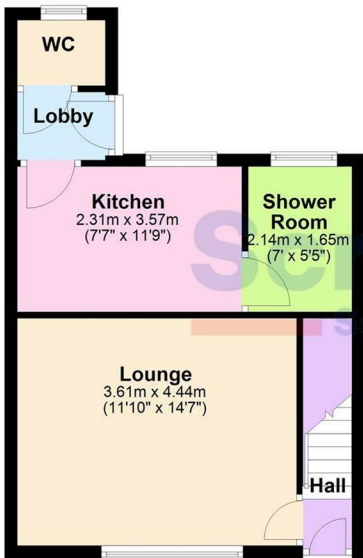 WC
Lobby
Kitchen
2.31m x 3.57m
(7'7" x 11'9")
Shower
Room
2.14m x 1.65m
(7' x 5'5")
Lounge
3.61m x 4.44m
(11'10" x 14'7")
Hall